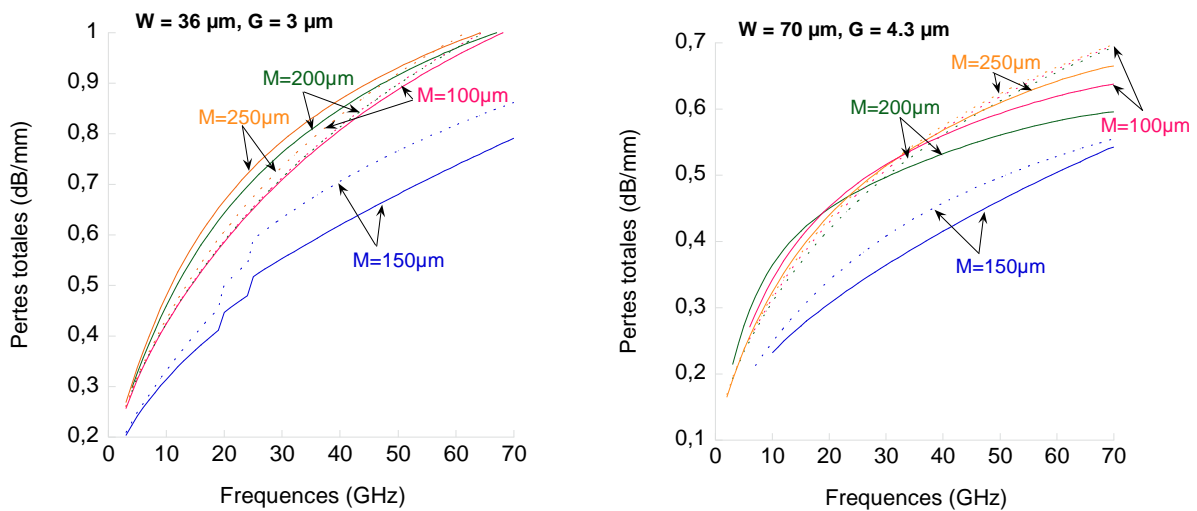 W = 36 µm, G = 3 µm
Pertes totales (dB/mm)
1
0,9
0,8
0,7
0,6
0,5
0,4
0,3
0,2
M=200µm
M=100µm
M=250µm
M=150µm
0 10 20 30 40 50 60 70
Frequences (GHz)
W = 70 µm, G = 4.3 µm
Pertes totales (dB/mm)
0,7
0,6
0,5
0,4
0,3
0,2
0,1
M=250µm
M=200µm
M=100µm
M=150µm
0 10 20 30 40 50 60 70
Frequences (GHz)